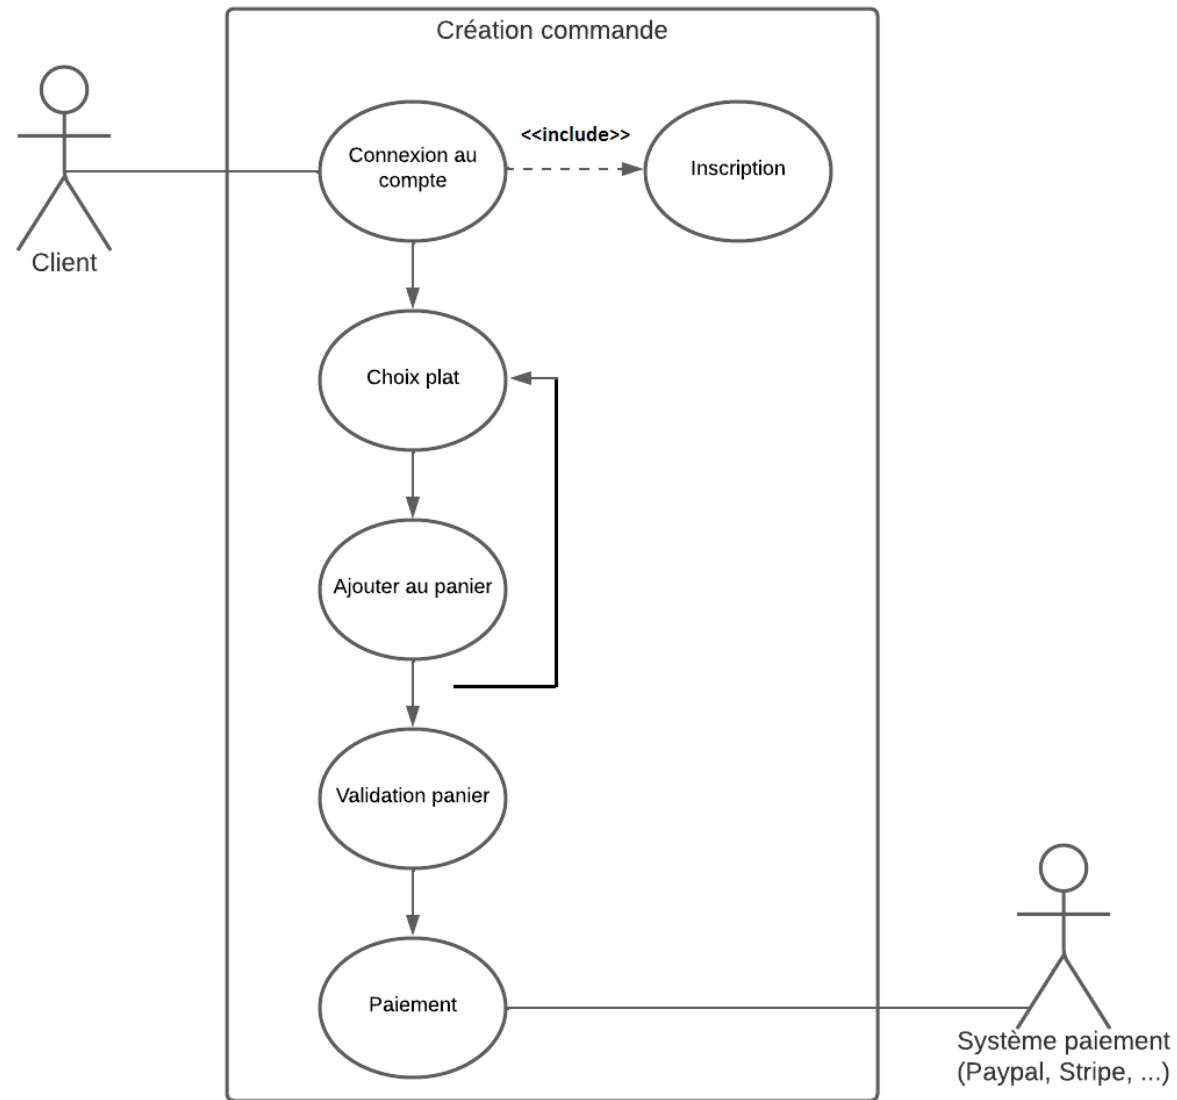 Création commande
Connexion au
compte
<<include>>
Inscription
Client
Choix plat
Ajouter au panier
Validation panier
Paiement
Système paiement
(Paypal, Stripe, ...)